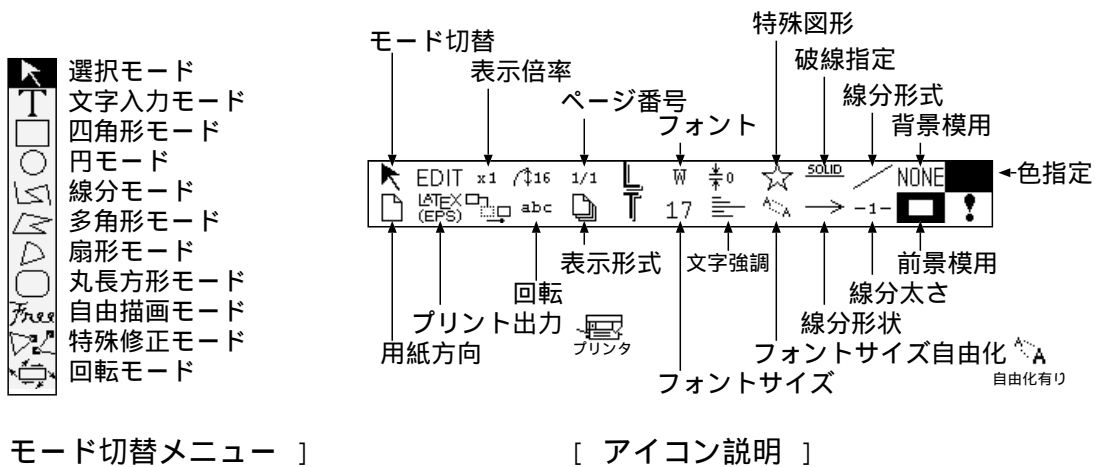 選択モード
T 文字入力モード
四角形モード
円モード
線分モード
多角形モード
扇形モード
丸長方形モード
Free 自由描画モード
特殊修正モード
回転モード
モード切替メニュー ]
特殊図形
モード切替
破線指定
表示倍率
線分形式
ページ番号
背景模用
フォント
EDIT x1 16 1/1 W 0 SOLID NONE
色指定
LATEX (EPS) abc 17 A A -1- !
表示形式
文字強調
前景模用
回転
線分太さ
プリント出力
プリンタ
線分形状
用紙方向
フォントサイズ自由化 A A
自由化有り
フォントサイズ
[ アイコン説明 ]